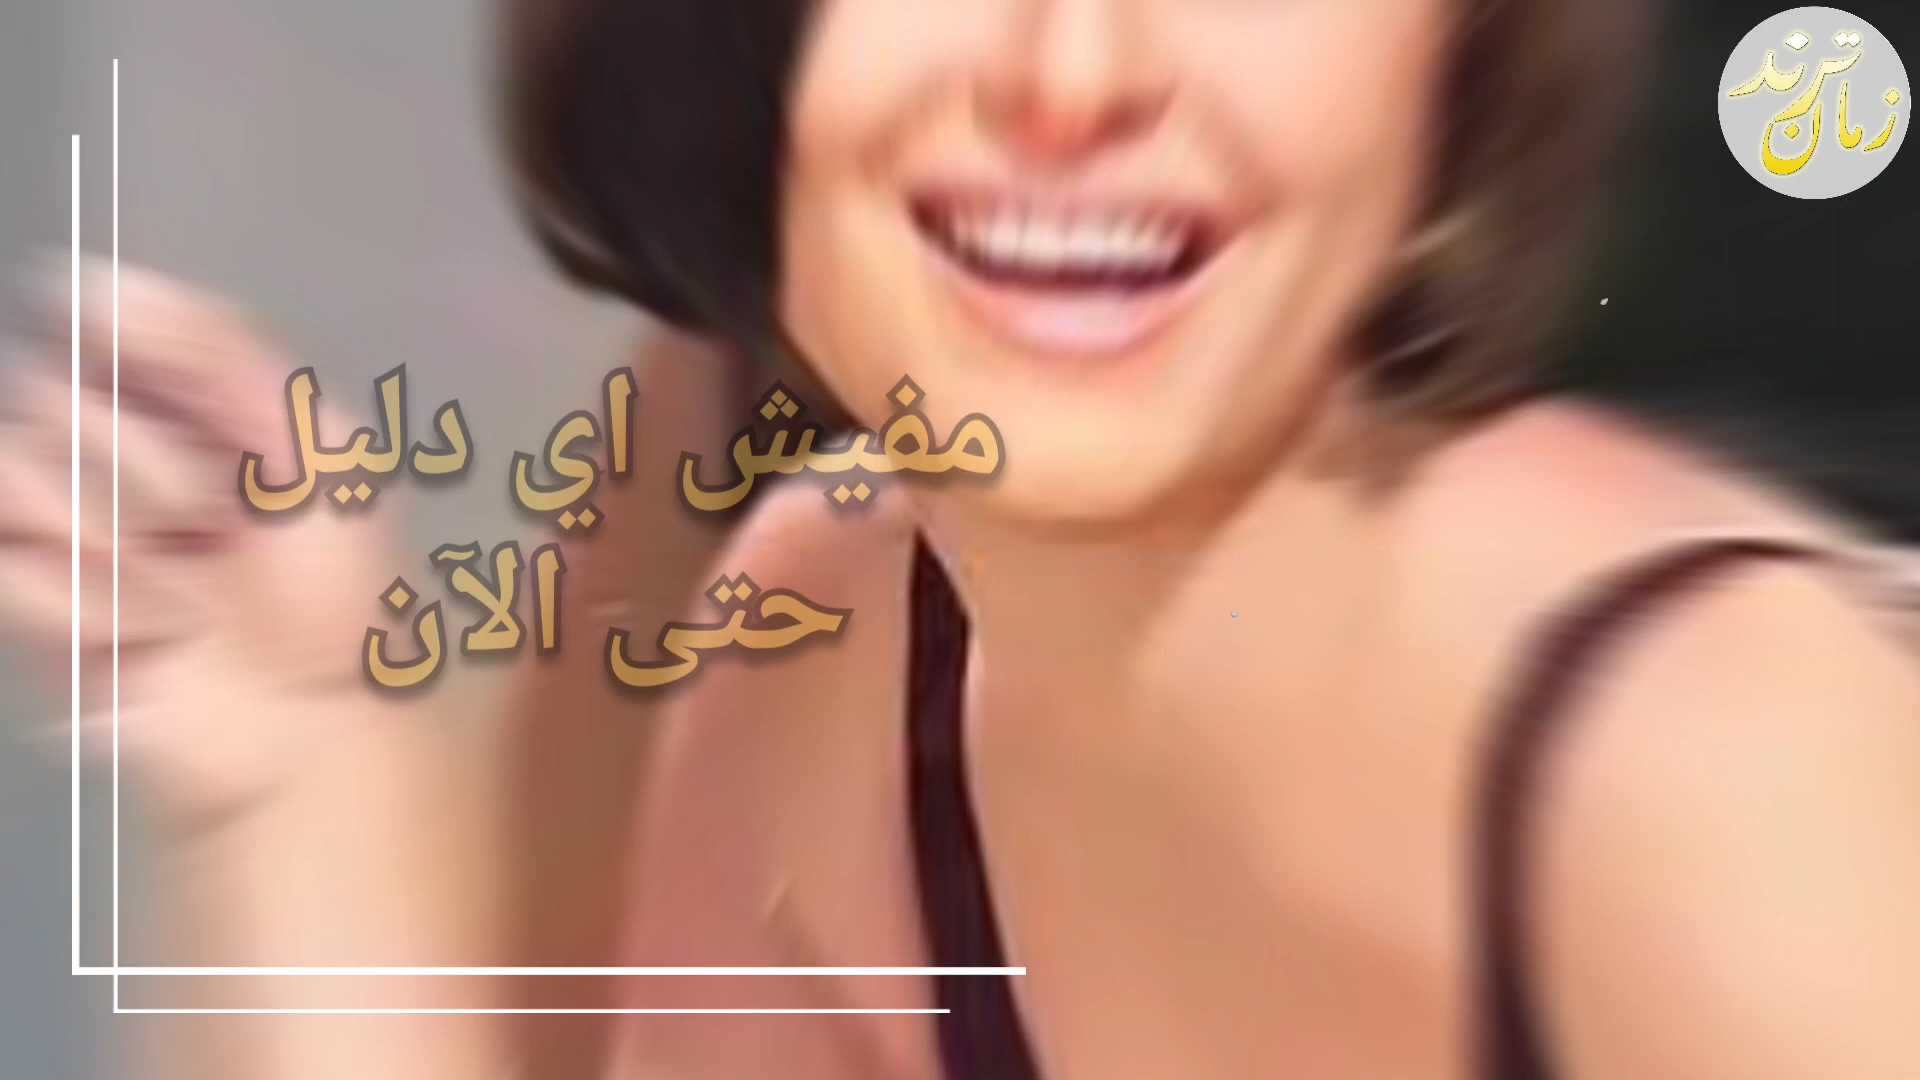 ترند
زمان
مفيش اي دليل
حتى الآن